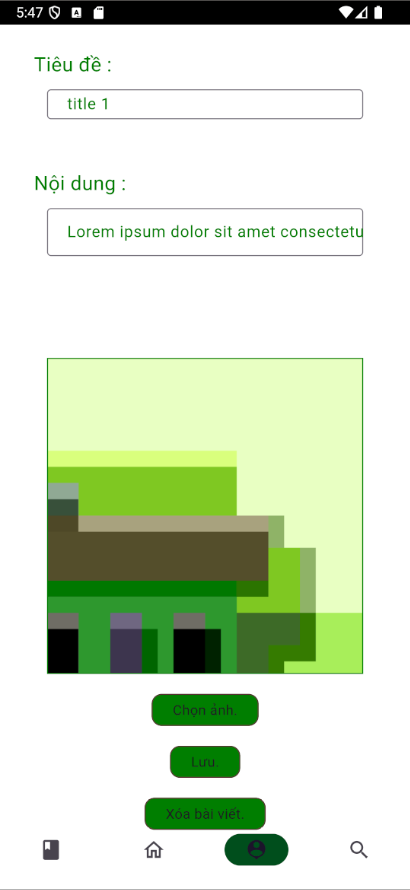 5:47
Tiêu đề :
title 1
Nội dung :
Lorem ipsum dolor sit amet consectetu
Chọn ảnh.
Lưu.
Xóa bài viết.